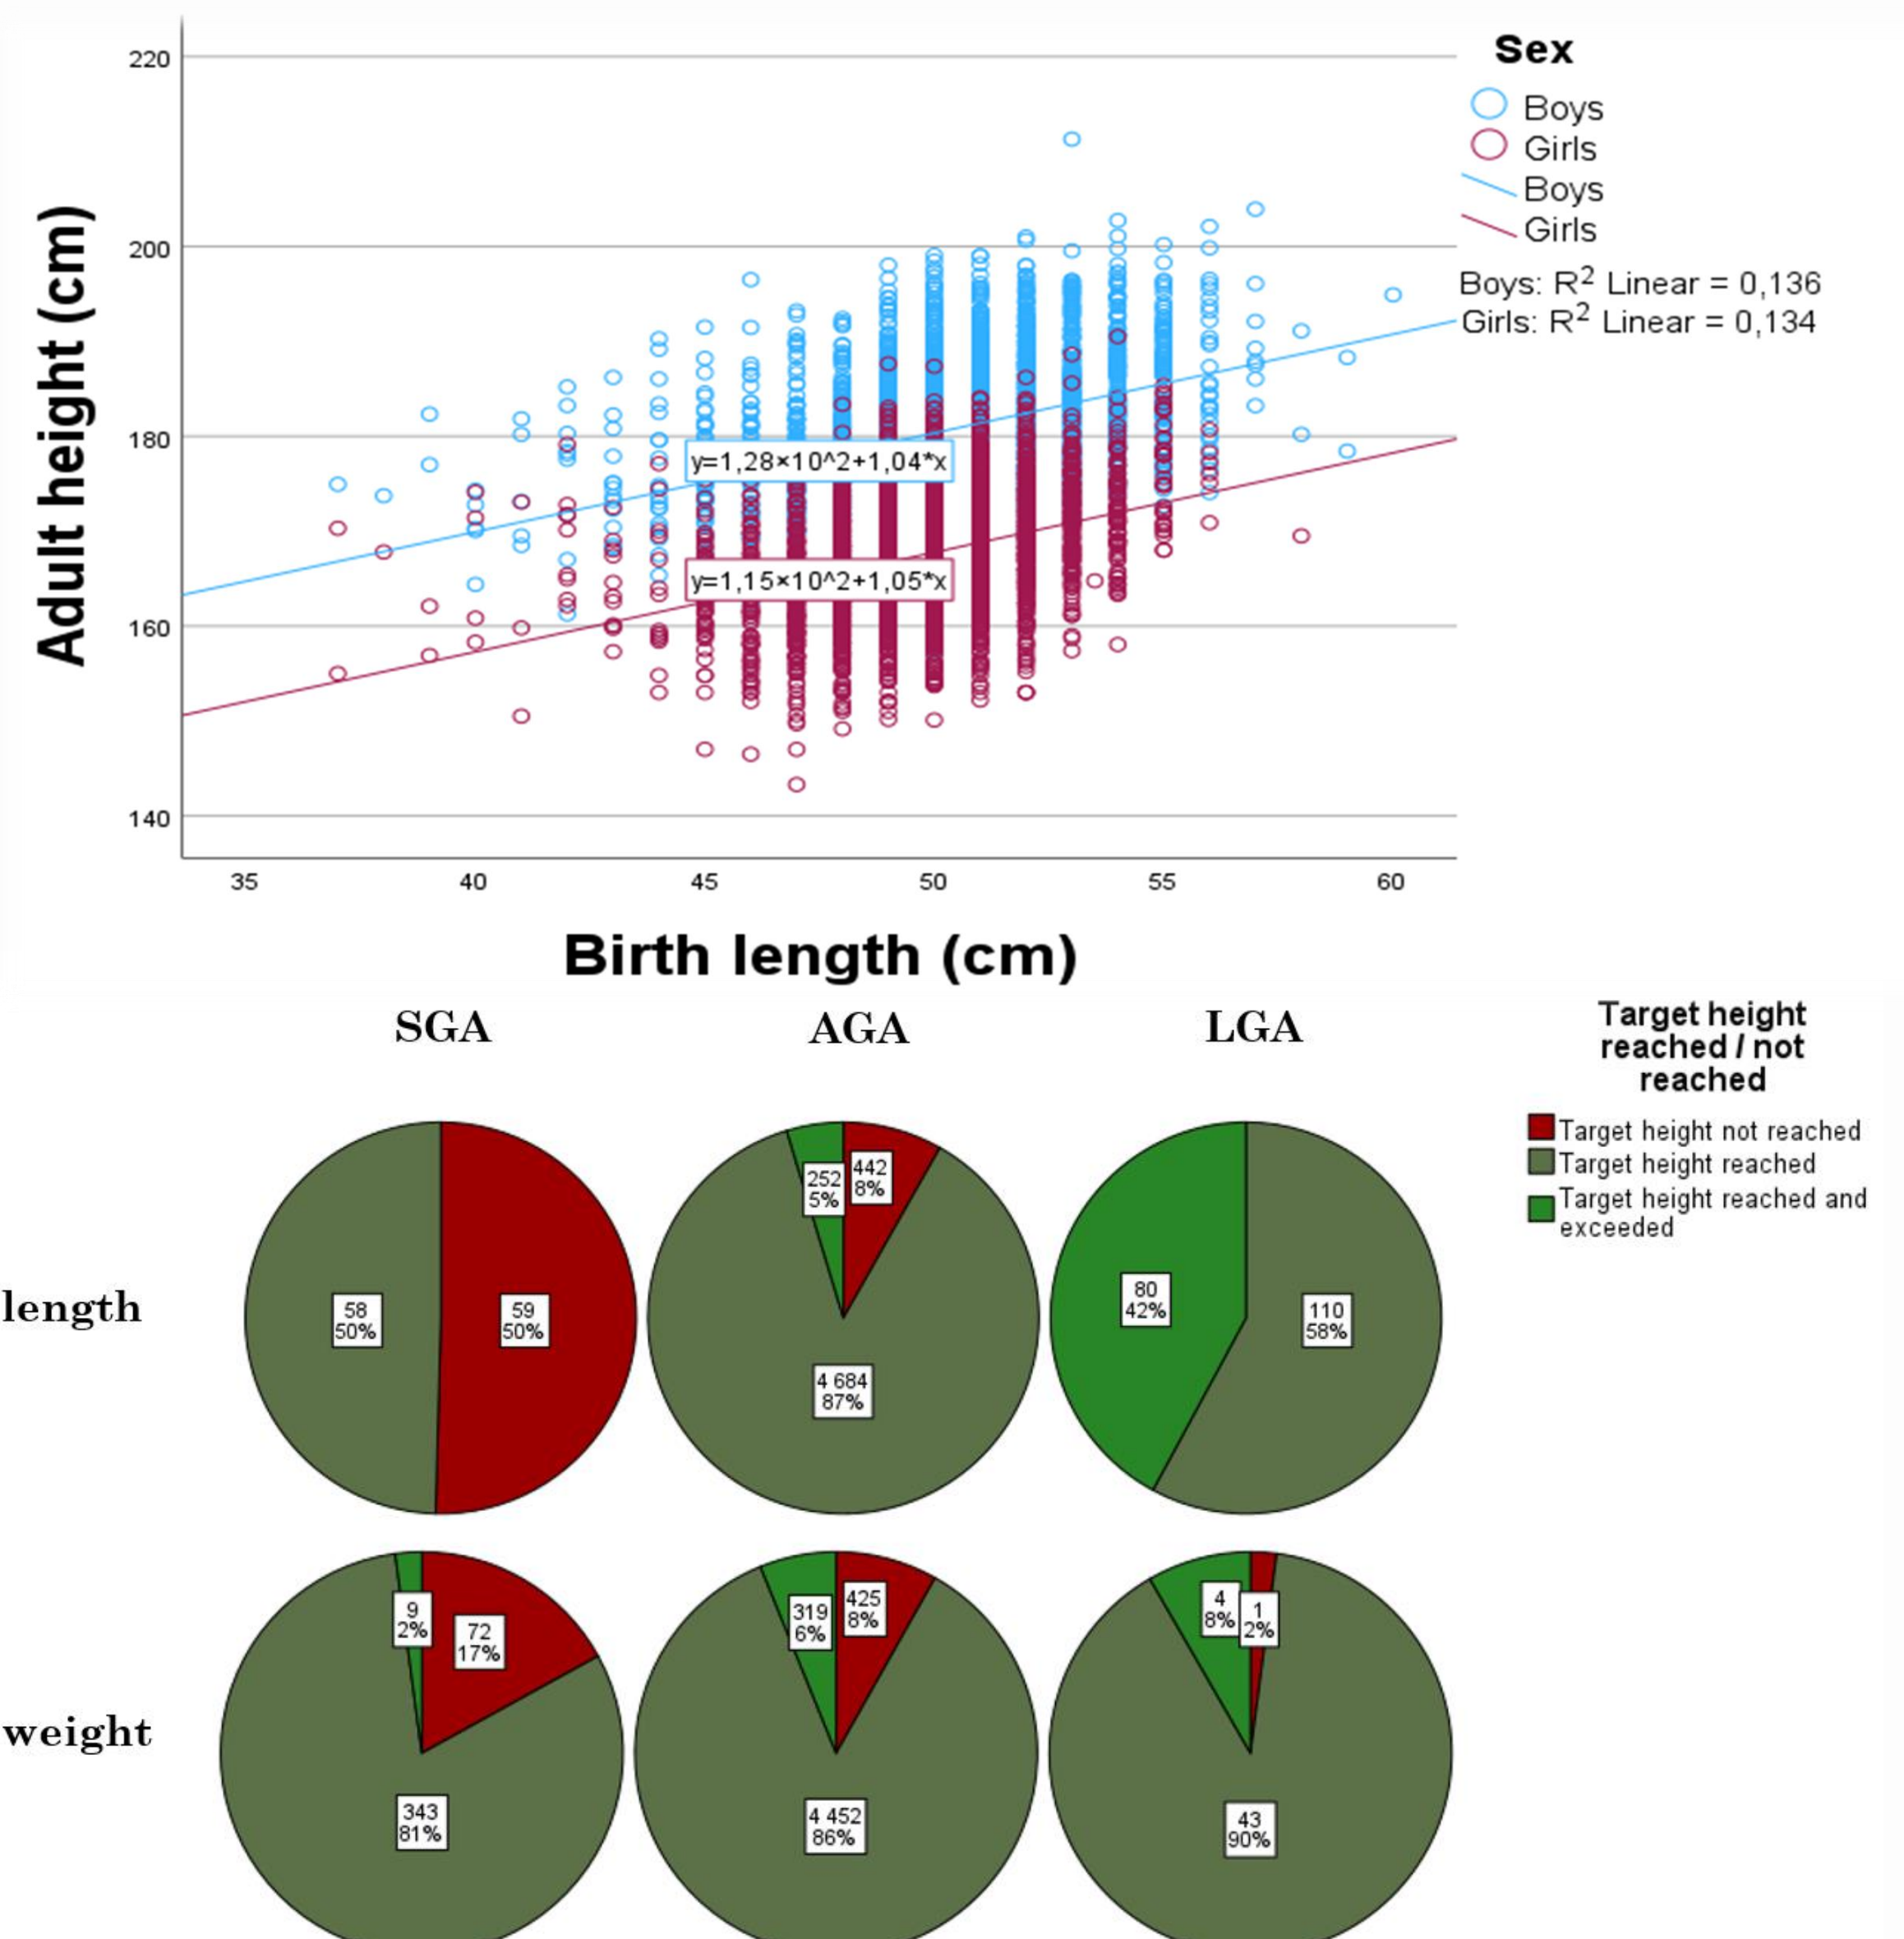 220
200
180
160
140
Adult height (cm)
35 40 45 50 55 60
Birth length (cm)
y=1,28×10^2+1,04*x
y=1,15×10^2+1,05*x
Sex
Boys
Girls
Boys
Girls
Boys: R² Linear = 0,136
Girls: R² Linear = 0,134
SGA AGA LGA
Target height
reached / not
reached
Target height not reached
Target height reached
Target height reached and
exceeded
length
58
50%
59
50%
252
5%
442
8%
4 684
87%
80
42%
110
58%
weight
9
2%
72
17%
343
81%
319
6%
425
8%
4 452
86%
4
8%
1
2%
43
90%